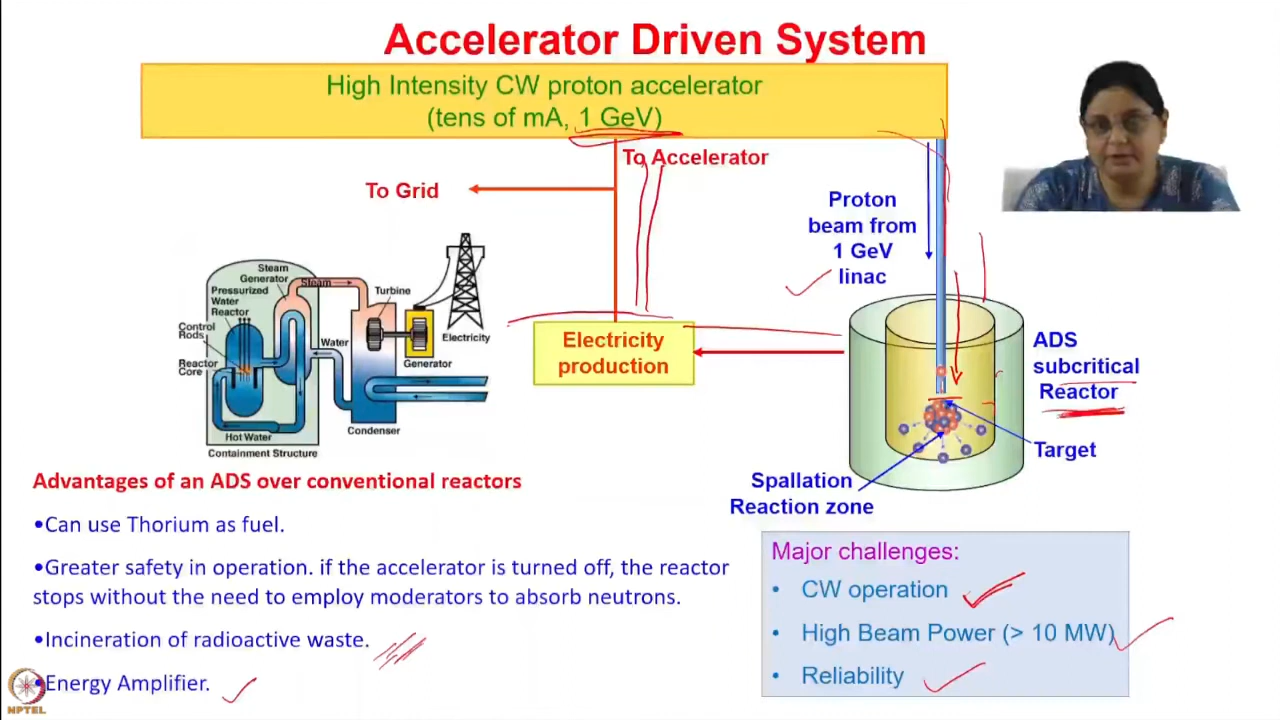 Accelerator Driven System
High Intensity CW proton accelerator
(tens of mA, 1 GeV)
To Accelerator
To Grid
Proton
beam from
1 GeV
linac
Steam
Generator
Steam
Pressurized
Water
Reactor
Turbine
Control
Rods
Water
Electricity
Reactor
Core
Generator
Hot Water
Condenser
Containment Structure
Electricity
production
ADS
subcritical
Reactor
Target
Spallation
Reaction zone
Advantages of an ADS over conventional reactors
•Can use Thorium as fuel.
•Greater safety in operation. if the accelerator is turned off, the reactor
stops without the need to employ moderators to absorb neutrons.
•Incineration of radioactive waste.
•Energy Amplifier.
Major challenges:
• CW operation
• High Beam Power (> 10 MW)
• Reliability
NPTEL